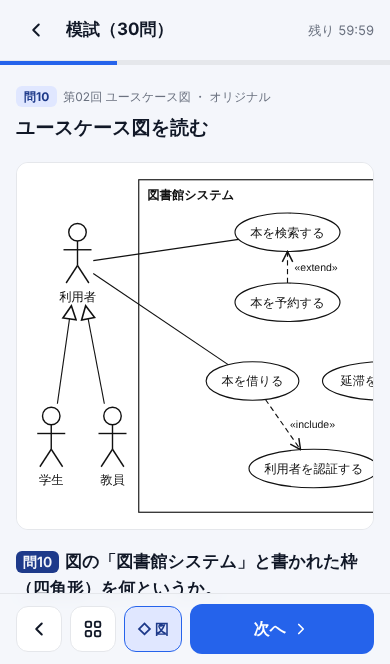 模試（30問）
残り 59:59
問10 第02回 ユースケース図 ・ オリジナル
ユースケース図を読む
図書館システム
本を検索する
«extend»
利用者
本を予約する
本を借りる
延滞を
«include»
利用者を認証する
学生
教員
問10 図の「図書館システム」と書かれた枠
（四角形）を何というか。
図
次へ